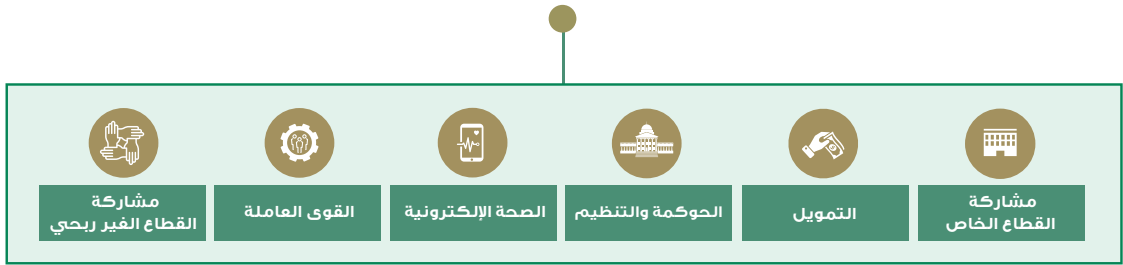 مشاركة
القطاع الخاص
التمويل
الحوكمة والتنظيم
الصحة الإلكترونية
القوى العاملة
مشاركة
القطاع الغير ربحي